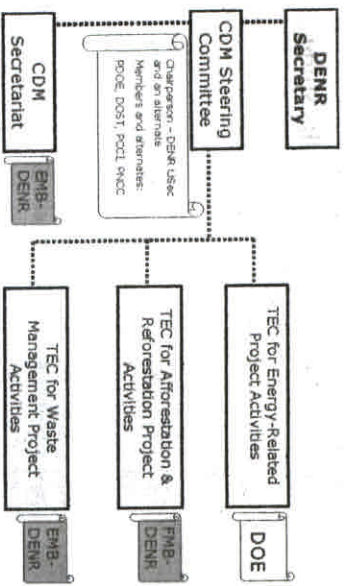 DENR
Secretary
CDM Steering
Committee
Chairperson – DENR USec
and an alternate
Members and alternates:
PDOE, DOST, PCCI, PNCC
CDM
Secretariat
EMB-
DENR
TEC for Energy-Related
Project Activities
DOE
TEC for Afforestation &
Reforestation Project
Activities
FMB-
DENR
TEC for Waste
Management Project
Activities
EMB-
DENR